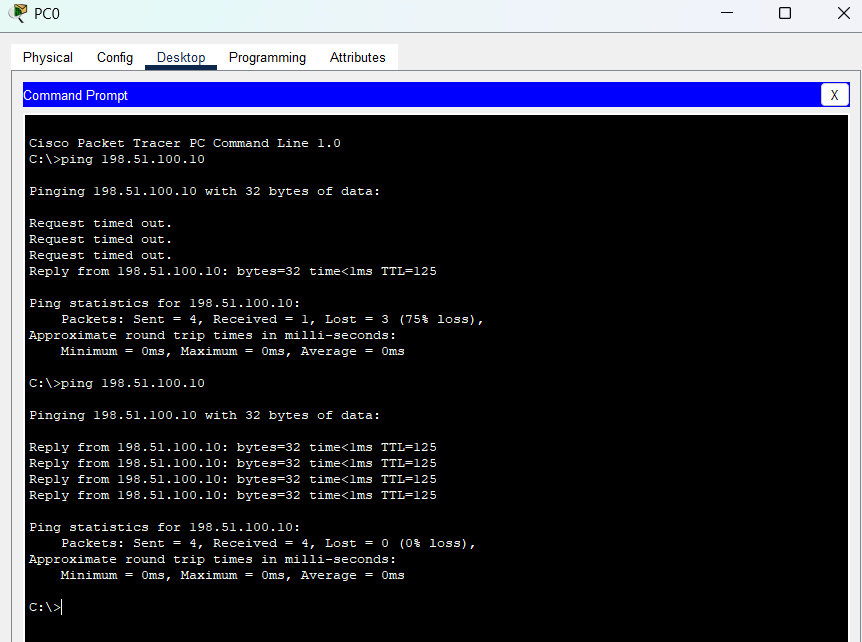 PC0
Physical Config Desktop Programming Attributes
Command Prompt
X
Cisco Packet Tracer PC Command Line 1.0
C:\>ping 198.51.100.10
Pinging 198.51.100.10 with 32 bytes of data:
Request timed out.
Request timed out.
Request timed out.
Reply from 198.51.100.10: bytes=32 time<1ms TTL=125
Ping statistics for 198.51.100.10:
    Packets: Sent = 4, Received = 1, Lost = 3 (75% loss),
Approximate round trip times in milli-seconds:
    Minimum = 0ms, Maximum = 0ms, Average = 0ms
C:\>ping 198.51.100.10
Pinging 198.51.100.10 with 32 bytes of data:
Reply from 198.51.100.10: bytes=32 time<1ms TTL=125
Reply from 198.51.100.10: bytes=32 time<1ms TTL=125
Reply from 198.51.100.10: bytes=32 time<1ms TTL=125
Reply from 198.51.100.10: bytes=32 time<1ms TTL=125
Ping statistics for 198.51.100.10:
    Packets: Sent = 4, Received = 4, Lost = 0 (0% loss),
Approximate round trip times in milli-seconds:
    Minimum = 0ms, Maximum = 0ms, Average = 0ms
C:\>